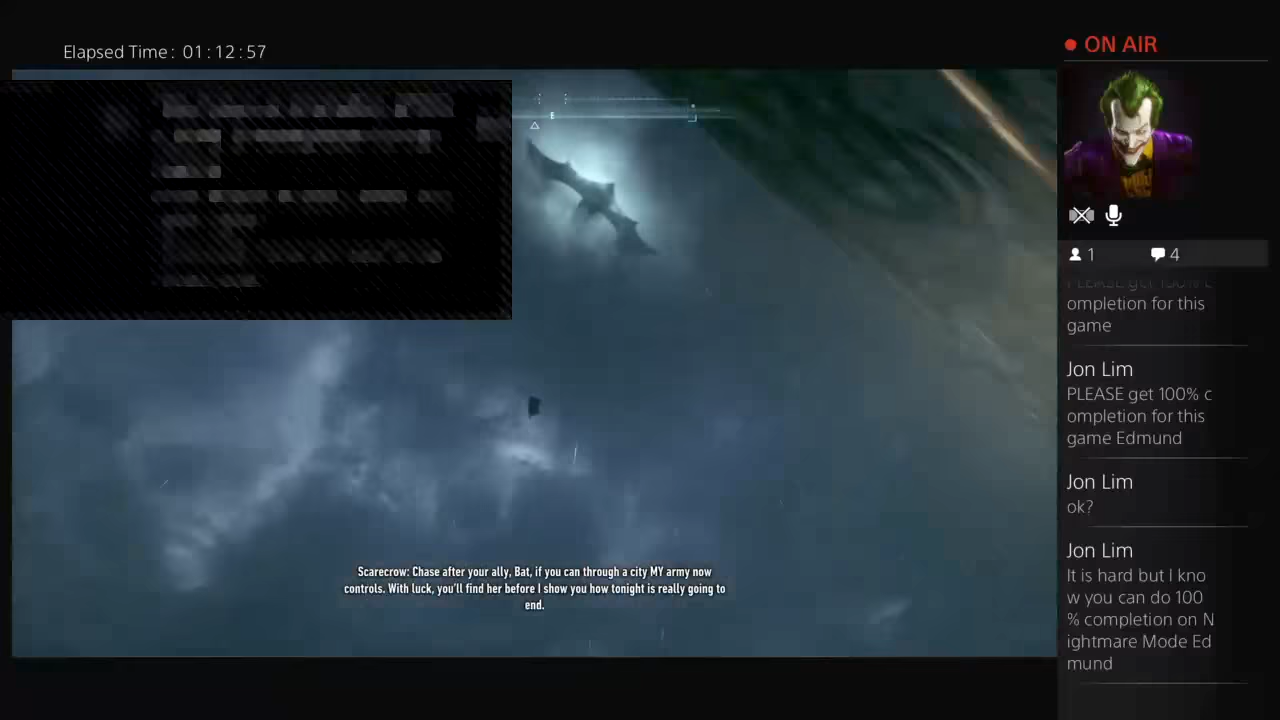 Elapsed Time: 01:12:57
ON AIR
E
1
4
ompletion for this
game
Jon Lim
PLEASE get 100% c
ompletion for this
game Edmund
Jon Lim
ok?
Jon Lim
It is hard but I kno
w you can do 100
% completion on N
ightmare Mode Ed
mund
Scarecrow: Chase after your ally, Bat, if you can through a city MY army now
controls. With luck, you'll find her before I show you how tonight is really going to
end.